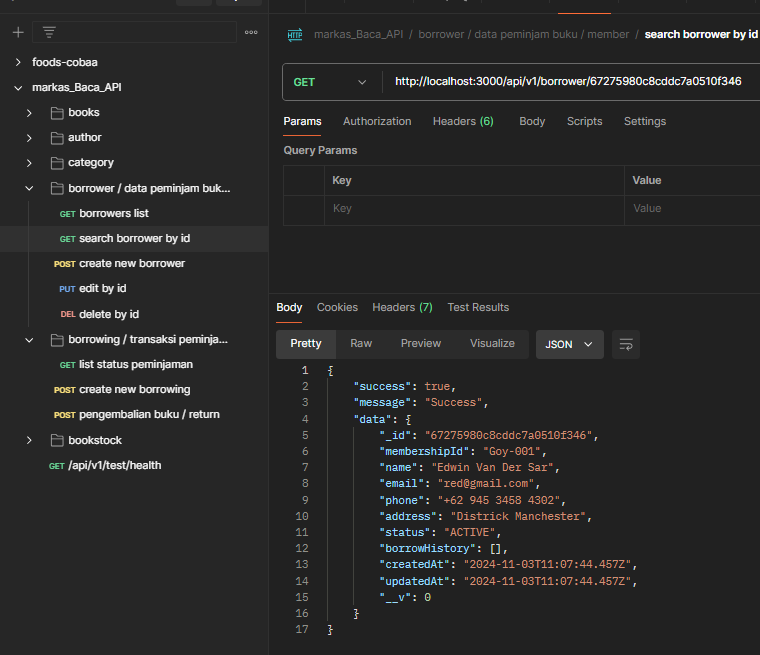 foods-cobaa
markas_Baca_API
books
author
category
borrower / data peminjam buk...
GET borrowers list
GET search borrower by id
POST create new borrower
PUT edit by id
DEL delete by id
borrowing / transaksi peminja...
GET list status peminjaman
POST create new borrowing
POST pengembalian buku / return
bookstock
GET /api/v1/test/health
HTTP markas_Baca_API / borrower / data peminjam buku / member / search borrower by id
GET http://localhost:3000/api/v1/borrower/67275980c8cddc7a0510f346
Params Authorization Headers (6) Body Scripts Settings
Query Params
Key Value
Key Value
Body Cookies Headers (7) Test Results
Pretty Raw Preview Visualize JSON
1 {
2 "success": true,
3 "message": "Success",
4 "data": {
5 "_id": "67275980c8cddc7a0510f346",
6 "membershipId": "Goy-001",
7 "name": "Edwin Van Der Sar",
8 "email": "red@gmail.com",
9 "phone": "+62 945 3458 4302",
10 "address": "Districk Manchester",
11 "status": "ACTIVE",
12 "borrowHistory": [],
13 "createdAt": "2024-11-03T11:07:44.457Z",
14 "updatedAt": "2024-11-03T11:07:44.457Z",
15 "__v": 0
16 }
17 }